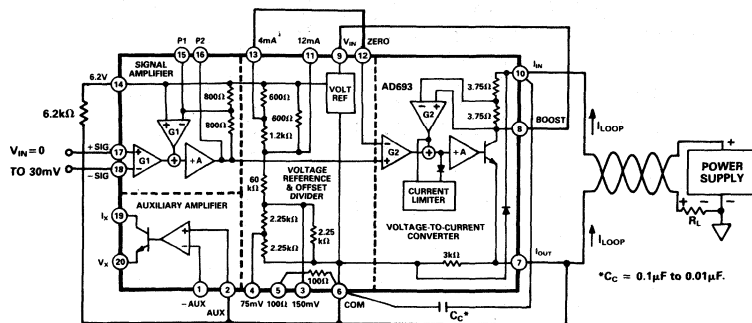 P1 P2 4mA 12mA VIN ZERO
15 16 13 11 9 12
SIGNAL AMPLIFIER
6.2V 14
6.2kΩ
800Ω
800Ω
600Ω
600Ω
1.2kΩ
VOLT REF
AD693
3.75Ω
3.75Ω
IIN
10
8 BOOST
G1
G2
VIN = 0
TO 30mV
+ SIG 17
− SIG 18
G1 + +A
G2 + +A
60 kΩ
VOLTAGE REFERENCE & OFFSET DIVIDER
CURRENT LIMITER
VOLTAGE-TO-CURRENT CONVERTER
AUXILIARY AMPLIFIER
IX 19
VX 20
2.25kΩ
2.25kΩ
2.25 kΩ
100Ω
3kΩ
IOUT
7
ILOOP
ILOOP
POWER SUPPLY
+ − −
RL
1 2 4 5 3 6
− AUX AUX 75mV 100Ω 150mV COM
CC*
*CC = 0.1μF to 0.01μF.